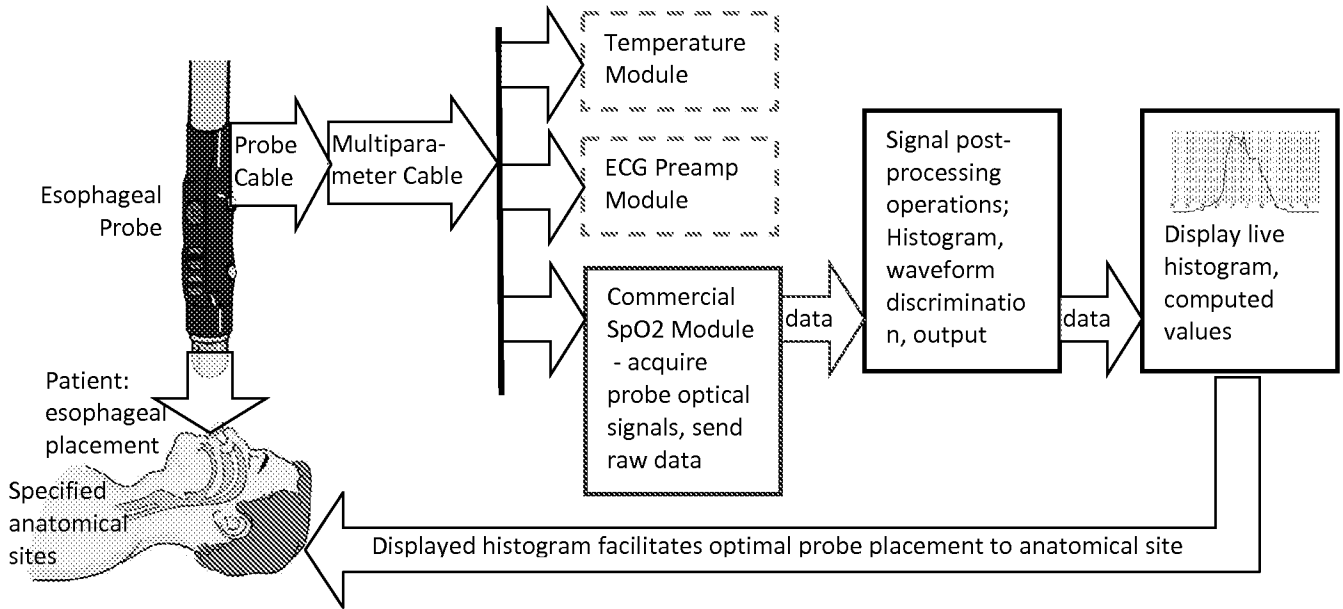 Esophageal
Probe
Probe
Cable
Multipara-
meter Cable
Temperature
Module
ECG Preamp
Module
Commercial
SpO2 Module
- acquire
probe optical
signals, send
raw data
data
Signal post-
processing
operations;
Histogram,
waveform
discriminatio
n, output
data
Display live
histogram,
computed
values
Patient:
esophageal
placement
Specified
anatomical
sites
Displayed histogram facilitates optimal probe placement to anatomical site